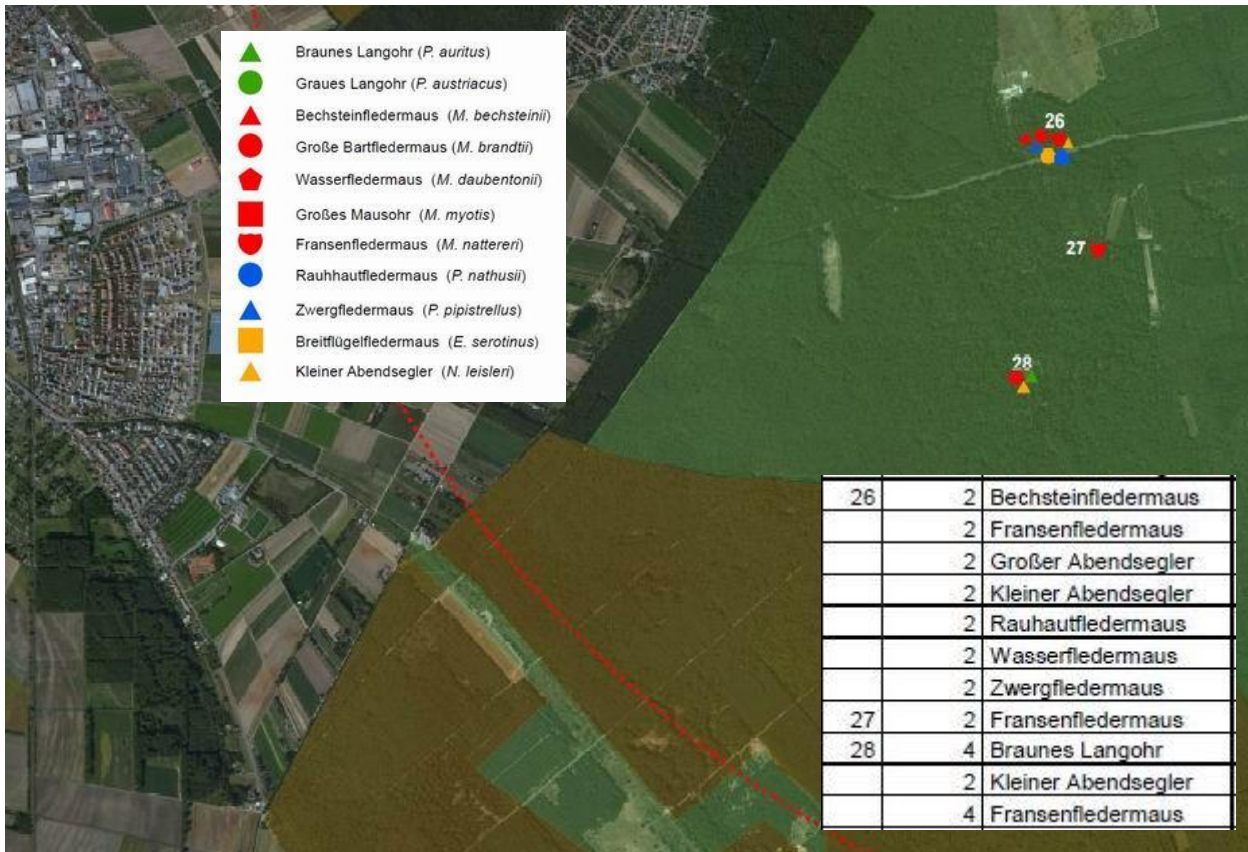 Braunes Langohr (P. auritus)
Graues Langohr (P. austriacus)
Bechsteinfledermaus (M. bechsteinii)
Große Bartfledermaus (M. brandtii)
Wasserfledermaus (M. daubentonii)
Großes Mausohr (M. myotis)
Fransenfledermaus (M. nattereri)
Rauhhautfledermaus (P. nathusii)
Zwergfledermaus (P. pipistrellus)
Breitflügelfledermaus (E. serotinus)
Kleiner Abendsegler (N. leisleri)
26
27
28
26 2 Bechsteinfledermaus
2 Fransenfledermaus
2 Großer Abendsegler
2 Kleiner Abendsegler
2 Rauhautfledermaus
2 Wasserfledermaus
2 Zwergfledermaus
27 2 Fransenfledermaus
28 4 Braunes Langohr
2 Kleiner Abendsegler
4 Fransenfledermaus